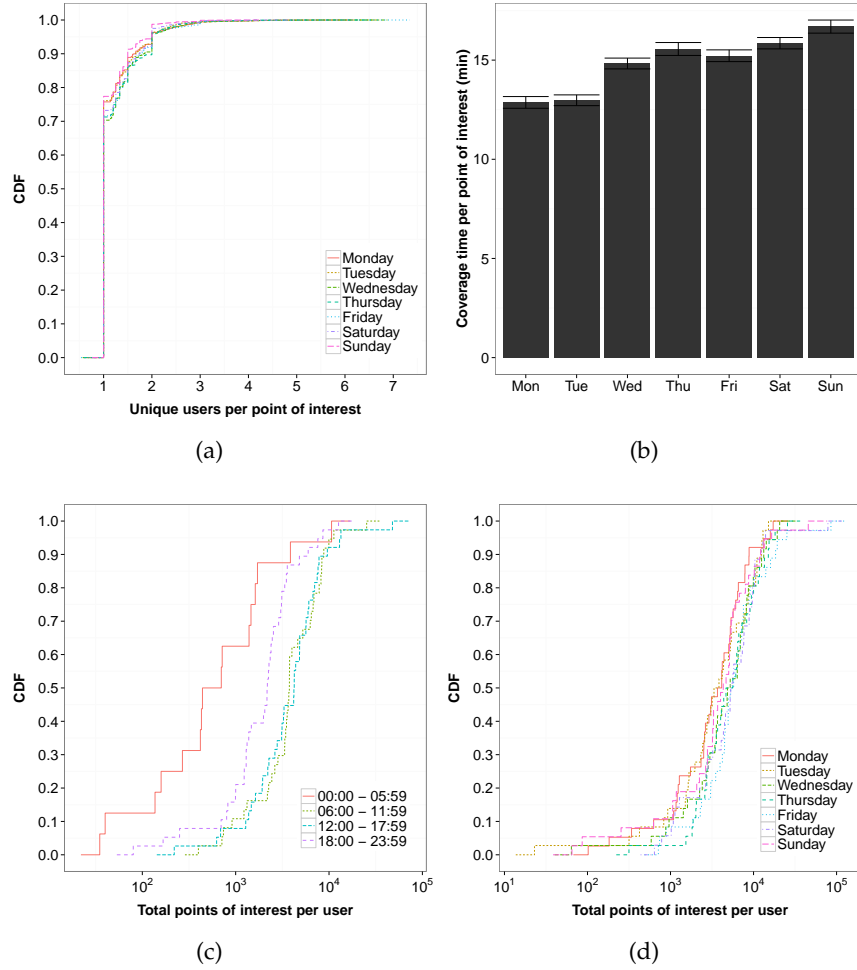 1.0
0.9
0.8
0.7
0.6
0.5
0.4
0.3
0.2
0.1
0.0
CDF
Monday
Tuesday
Wednesday
Thursday
Friday
Saturday
Sunday
1 2 3 4 5 6 7
Unique users per point of interest
(a)
15
10
5
0
Coverage time per point of interest (min)
Mon Tue Wed Thu Fri Sat Sun
(b)
1.0
0.9
0.8
0.7
0.6
0.5
0.4
0.3
0.2
0.1
0.0
CDF
00:00 – 05:59
06:00 – 11:59
12:00 – 17:59
18:00 – 23:59
10² 10³ 10⁴ 10⁵
Total points of interest per user
(c)
1.0
0.9
0.8
0.7
0.6
0.5
0.4
0.3
0.2
0.1
0.0
CDF
Monday
Tuesday
Wednesday
Thursday
Friday
Saturday
Sunday
10¹ 10² 10³ 10⁴ 10⁵
Total points of interest per user
(d)